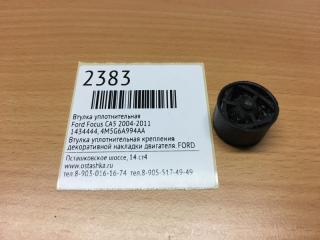 2383
Втулка уплотнительная
Ford Focus CA5 2004-2011
1434444, 4M5G6A994AA
Втулка уплотнительная крепления
декоративной накладки двигателя. FORD
Осташковское шоссе, 14 ст4
www.ostashka.ru
тел.8-903-016-16-74 тел.8-905-517-49-49